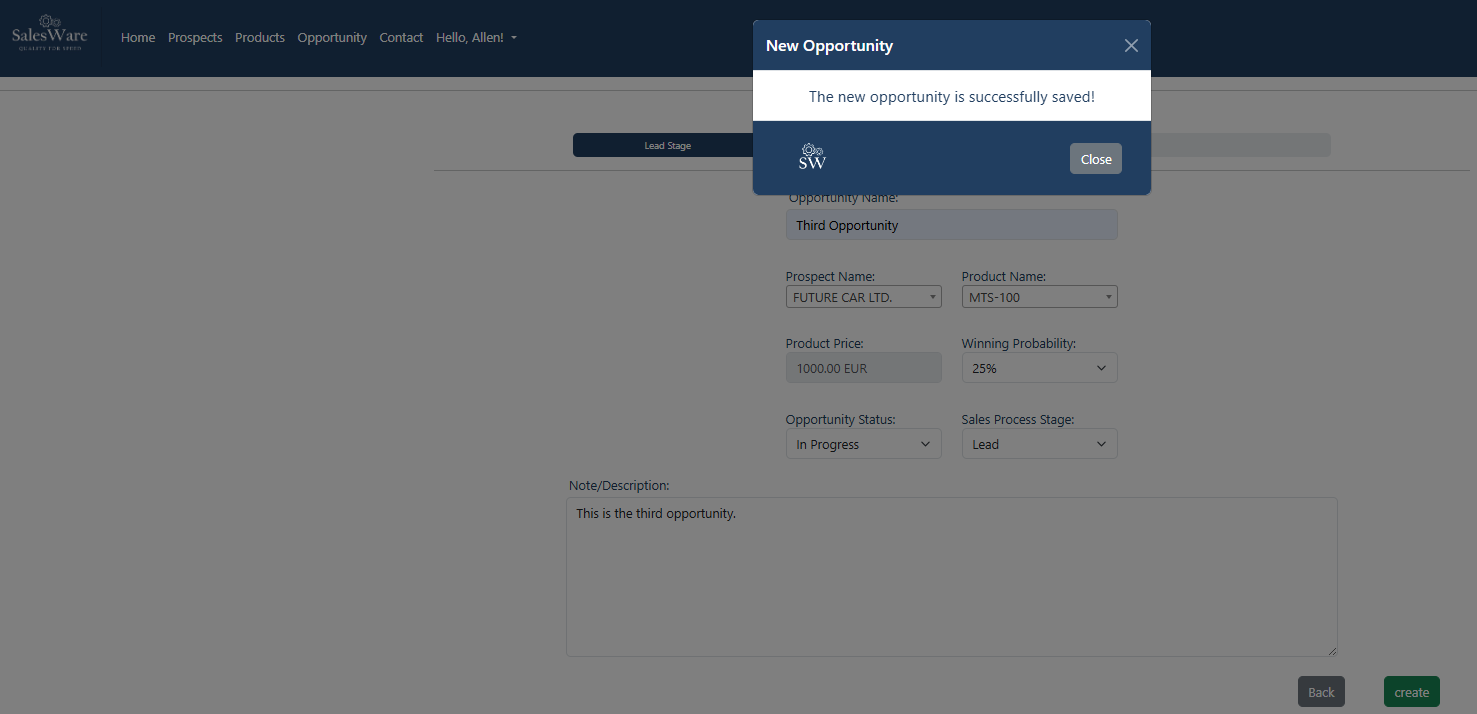 SalesWare
QUALITY FOR SPEED
Home Prospects Products Opportunity Contact Hello, Allen!
New Opportunity
The new opportunity is successfully saved!
SW
Close
Lead Stage
Opportunity Name:
Third Opportunity
Prospect Name: Product Name:
FUTURE CAR LTD. MTS-100
Product Price: Winning Probability:
1000.00 EUR 25%
Opportunity Status: Sales Process Stage:
In Progress Lead
Note/Description:
This is the third opportunity.
Back create